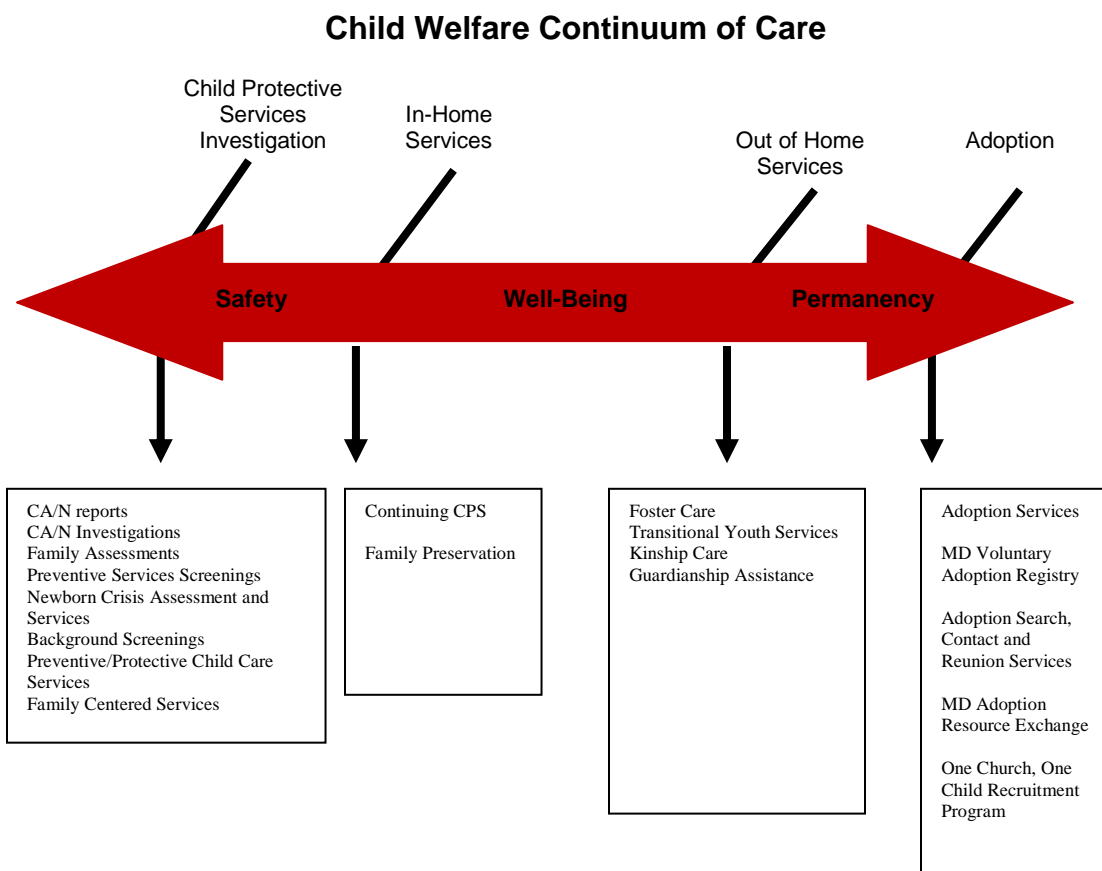 Child Welfare Continuum of Care
Child Protective
Services
Investigation
In-Home
Services
Out of Home
Services
Adoption
Safety
Well-Being
Permanency
CA/N reports
CA/N Investigations
Family Assessments
Preventive Services Screenings
Newborn Crisis Assessment and
Services
Background Screenings
Preventive/Protective Child Care
Services
Family Centered Services
Continuing CPS
Family Preservation
Foster Care
Transitional Youth Services
Kinship Care
Guardianship Assistance
Adoption Services
MD Voluntary
Adoption Registry
Adoption Search,
Contact and
Reunion Services
MD Adoption
Resource Exchange
One Church, One
Child Recruitment
Program